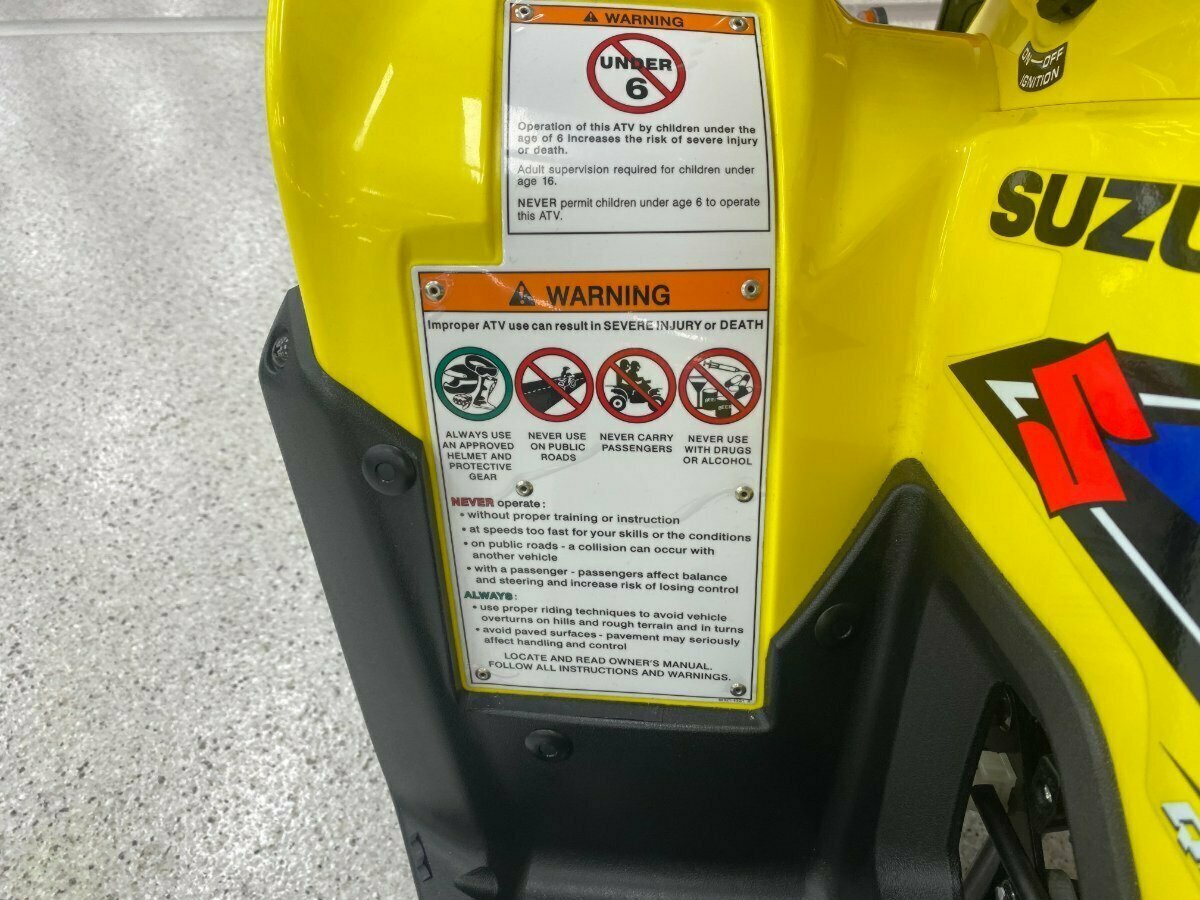 WARNING
UNDER
6
Operation of this ATV by children under the
age of 6 increases the risk of severe injury
or death.
Adult supervision required for children under
age 16.
NEVER permit children under age 6 to operate
this ATV.
WARNING
Improper ATV use can result in SEVERE INJURY or DEATH
ALWAYS USE
AN APPROVED
HELMET AND
PROTECTIVE
GEAR
NEVER USE
ON PUBLIC
ROADS
NEVER CARRY
PASSENGERS
NEVER USE
WITH DRUGS
OR ALCOHOL
NEVER operate:
• without proper training or instruction
• at speeds too fast for your skills or the conditions
• on public roads - a collision can occur with
another vehicle
• with a passenger - passengers affect balance
and steering and increase risk of losing control
ALWAYS:
• use proper riding techniques to avoid vehicle
overturns on hills and rough terrain and in turns
• avoid paved surfaces - pavement may seriously
affect handling and control
LOCATE AND READ OWNER'S MANUAL.
FOLLOW ALL INSTRUCTIONS AND WARNINGS.
ON—OFF
IGNITION
SUZU